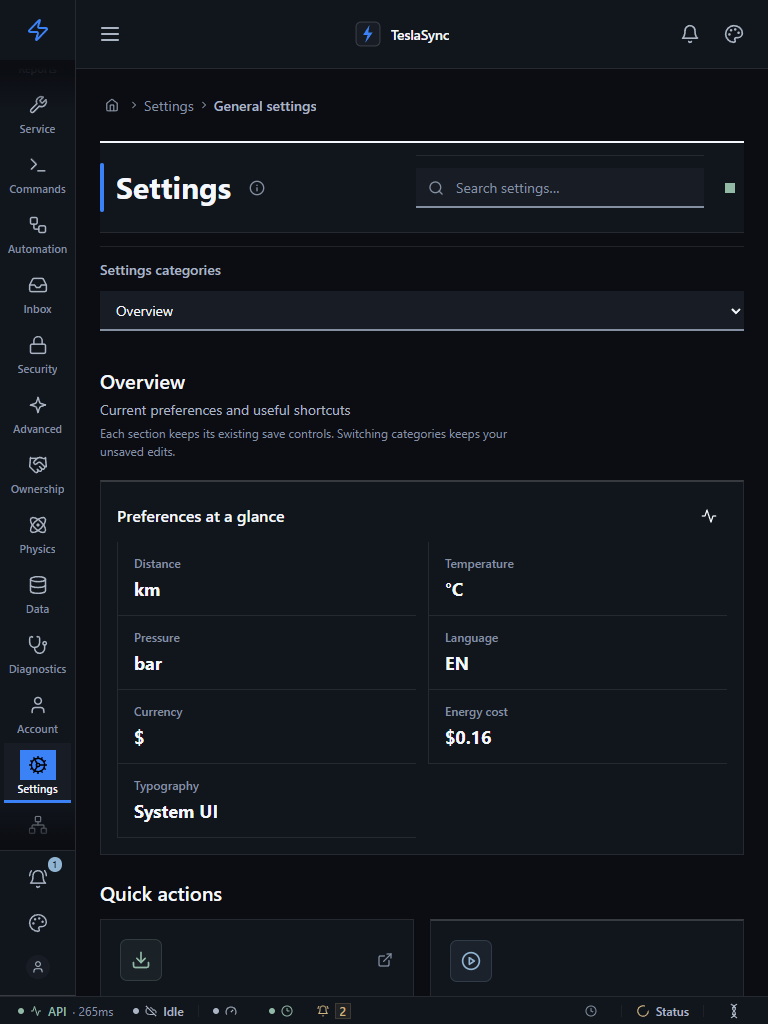 TeslaSync
Reports
Service
Commands
Automation
Inbox
Security
Advanced
Ownership
Physics
Data
Diagnostics
Account
Settings
1
Settings
General settings
Settings
Search settings...
Settings categories
Overview
Overview
Current preferences and useful shortcuts
Each section keeps its existing save controls. Switching categories keeps your
unsaved edits.
Preferences at a glance
Distance
km
Temperature
°C
Pressure
bar
Language
EN
Currency
$
Energy cost
$0.16
Typography
System UI
Quick actions
API · 265ms
Idle
2
Status